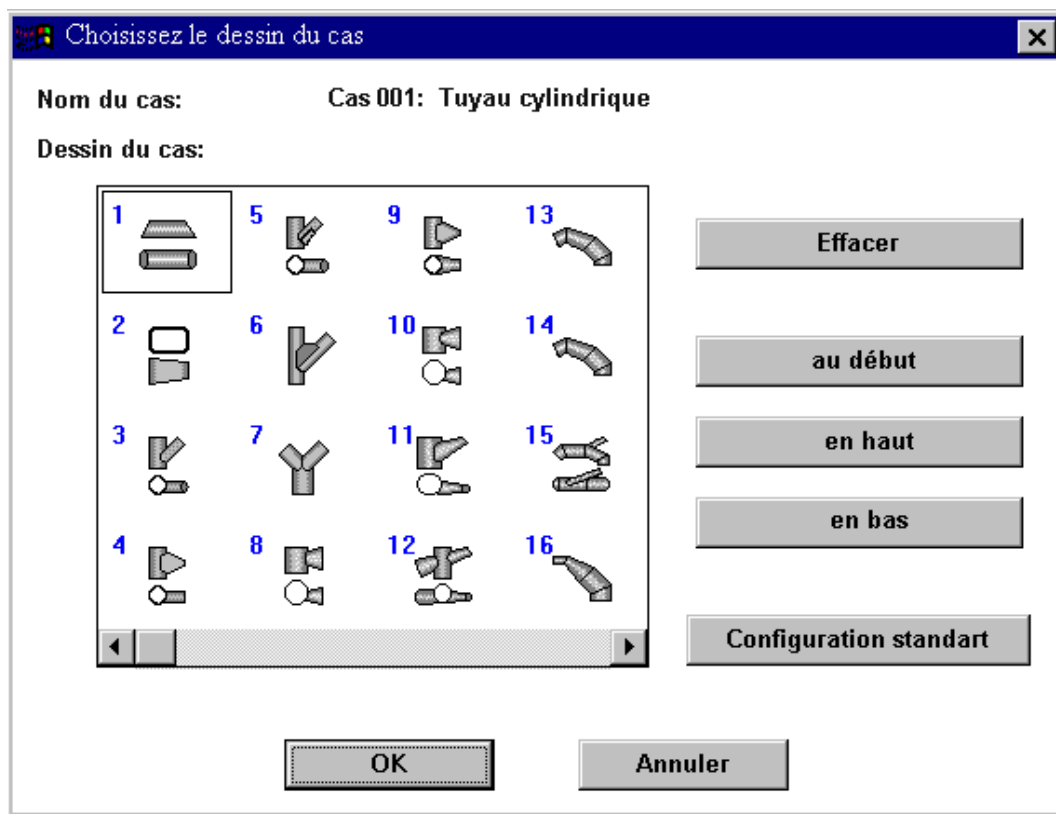 Choisissez le dessin du cas
Nom du cas: Cas 001: Tuyau cylindrique
Dessin du cas:
1 5 9 13
2 6 10 14
3 7 11 15
4 8 12 16
Effacer
au début
en haut
en bas
Configuration standart
OK Annuler